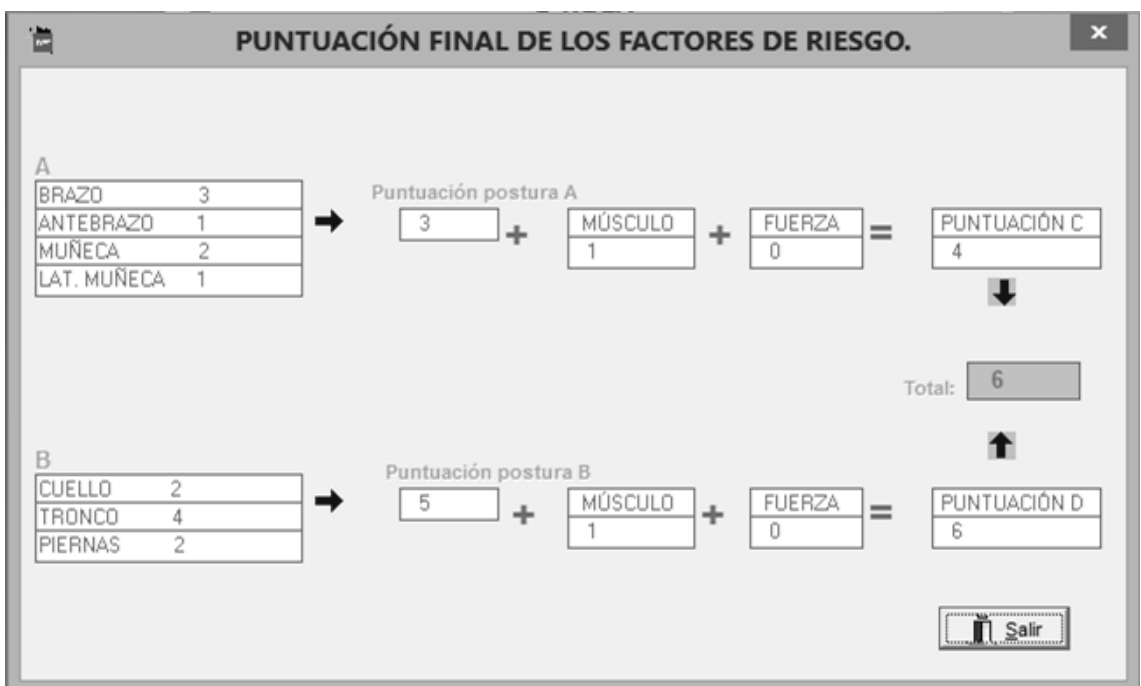 PUNTUACIÓN FINAL DE LOS FACTORES DE RIESGO.
A
BRAZO 3
ANTEBRAZO 1
MUÑECA 2
LAT. MUÑECA 1
Puntuación postura A
3 + MÚSCULO 1 + FUERZA 0 = PUNTUACIÓN C 4
Total: 6
B
CUELLO 2
TRONCO 4
PIERNAS 2
Puntuación postura B
5 + MÚSCULO 1 + FUERZA 0 = PUNTUACIÓN D 6
Salir